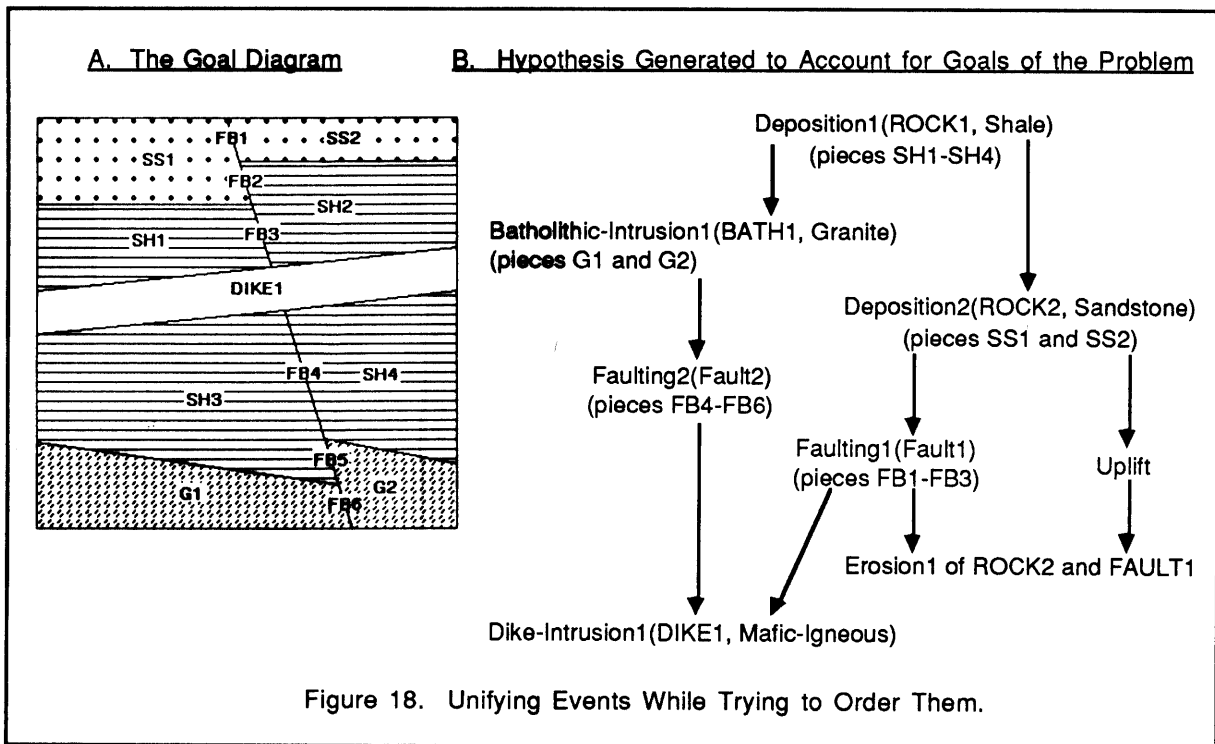 A. The Goal Diagram
B. Hypothesis Generated to Account for Goals of the Problem
FB1
SS2
SS1
FB2
SH2
SH1
FB3
DIKE1
FB4
SH4
SH3
FB5
G1
G2
FB6
Deposition1(ROCK1, Shale)
(pieces SH1-SH4)
Batholithic-Intrusion1(BATH1, Granite)
(pieces G1 and G2)
Deposition2(ROCK2, Sandstone)
(pieces SS1 and SS2)
Faulting2(Fault2)
(pieces FB4-FB6)
Faulting1(Fault1)
(pieces FB1-FB3)
Uplift
Erosion1 of ROCK2 and FAULT1
Dike-Intrusion1(DIKE1, Mafic-Igneous)
Figure 18. Unifying Events While Trying to Order Them.